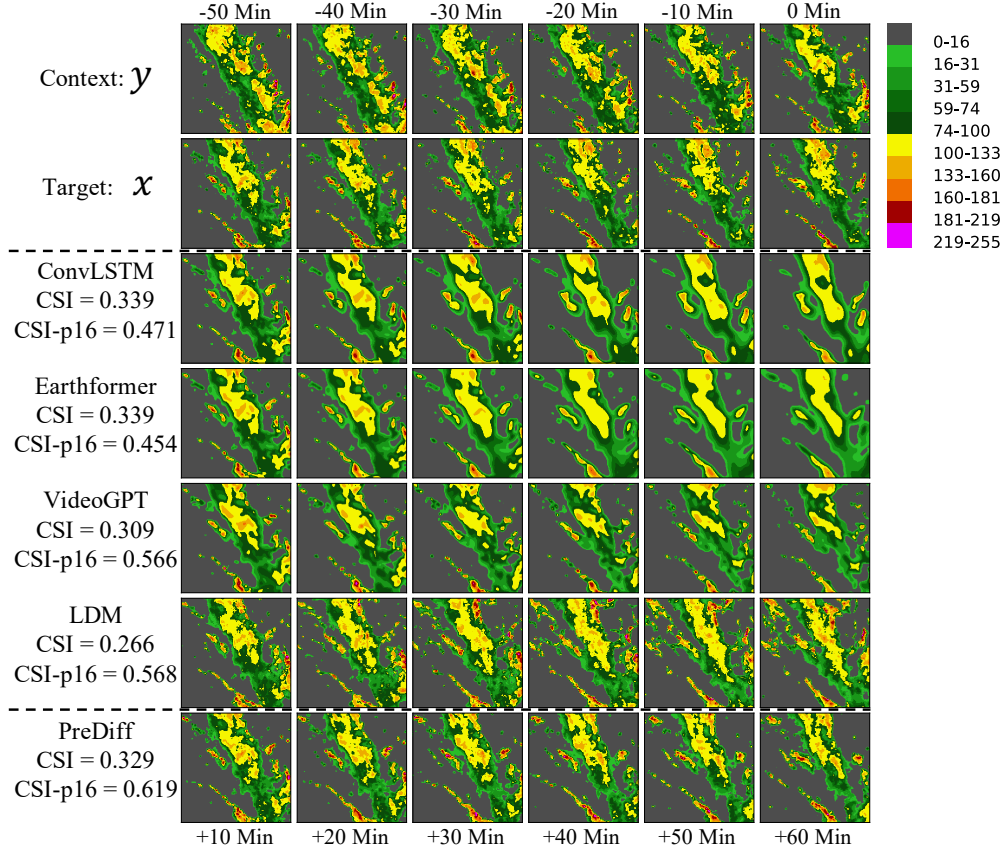 -50 Min -40 Min -30 Min -20 Min -10 Min 0 Min
Context: y
Target: x
0-16
16-31
31-59
59-74
74-100
100-133
133-160
160-181
181-219
219-255
ConvLSTM
CSI = 0.339
CSI-p16 = 0.471
Earthformer
CSI = 0.339
CSI-p16 = 0.454
VideoGPT
CSI = 0.309
CSI-p16 = 0.566
LDM
CSI = 0.266
CSI-p16 = 0.568
PreDiff
CSI = 0.329
CSI-p16 = 0.619
+10 Min +20 Min +30 Min +40 Min +50 Min +60 Min